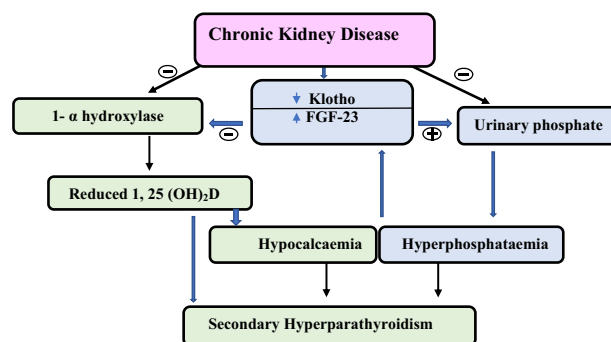 Chronic Kidney Disease
Klotho
FGF-23
1- α hydroxylase
Urinary phosphate
Reduced 1, 25 (OH)₂D
Hypocalcaemia
Hyperphosphataemia
Secondary Hyperparathyroidism